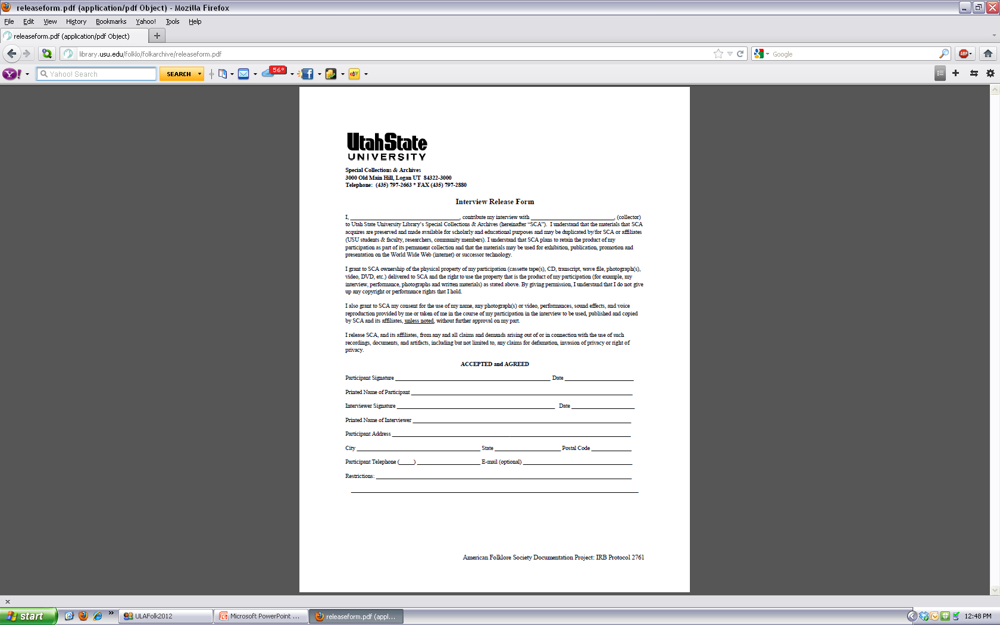 releaseform.pdf (application/pdf Object) - Mozilla Firefox
File Edit View History Bookmarks Yahoo! Tools Help
releaseform.pdf (application/pdf Object)
library.usu.edu/folklo/folkarchive/releaseform.pdf
Google
ABP
Y!
Yahoo! Search
SEARCH
56°
f
ebY
UtahState
UNIVERSITY
Special Collections & Archives
3000 Old Main Hill, Logan UT 84322-3000
Telephone: (435) 797-2663 * FAX (435) 797-2880
Interview Release Form
I, ____________________, contribute my interview with ____________________, (collector)
to Utah State University Library's Special Collections & Archives (hereinafter “SCA”). I understand that the materials that SCA
acquires are preserved and made available for scholarly and educational purposes and may be duplicated by/for SCA or affiliates
(USU students & faculty, researchers, community members). I understand that SCA plans to retain the product of my
participation as part of its permanent collection and that the materials may be used for exhibition, publication, promotion and
presentation on the World Wide Web (internet) or successor technology.
I grant to SCA ownership of the physical property of my participation (cassette tape(s), CD, transcript, wave file, photograph(s),
video, DVD, etc.) delivered to SCA and the right to use the property that is the product of my participation (for example, my
interview, performance, photographs and written materials) as stated above. By giving permission, I understand that I do not give
up any copyright or performance rights that I hold.
I also grant to SCA my consent for the use of my name, any photograph(s) or video, performances, sound effects, and voice
reproduction provided by me or taken of me in the course of my participation in the interview to be used, published and copied
by SCA and its affiliates, unless noted, without further approval on my part.
I release SCA, and its affiliates, from any and all claims and demands arising out of or in connection with the use of such
recordings, documents, and artifacts, including but not limited to, any claims for defamation, invasion of privacy or right of
privacy.
ACCEPTED and AGREED
Participant Signature ____________________ Date ____________________
Printed Name of Participant ____________________
Interviewer Signature ____________________ Date ____________________
Printed Name of Interviewer ____________________
Participant Address ____________________
City ____________________ State ____________________ Postal Code ____________________
Participant Telephone (_____) ____________________ E-mail (optional) ____________________
Restrictions: ____________________
American Folklore Society Documentation Project: IRB Protocol 2761
start
ULAFolk2012
Microsoft PowerPoint ...
releaseform.pdf (appl...
12:48 PM